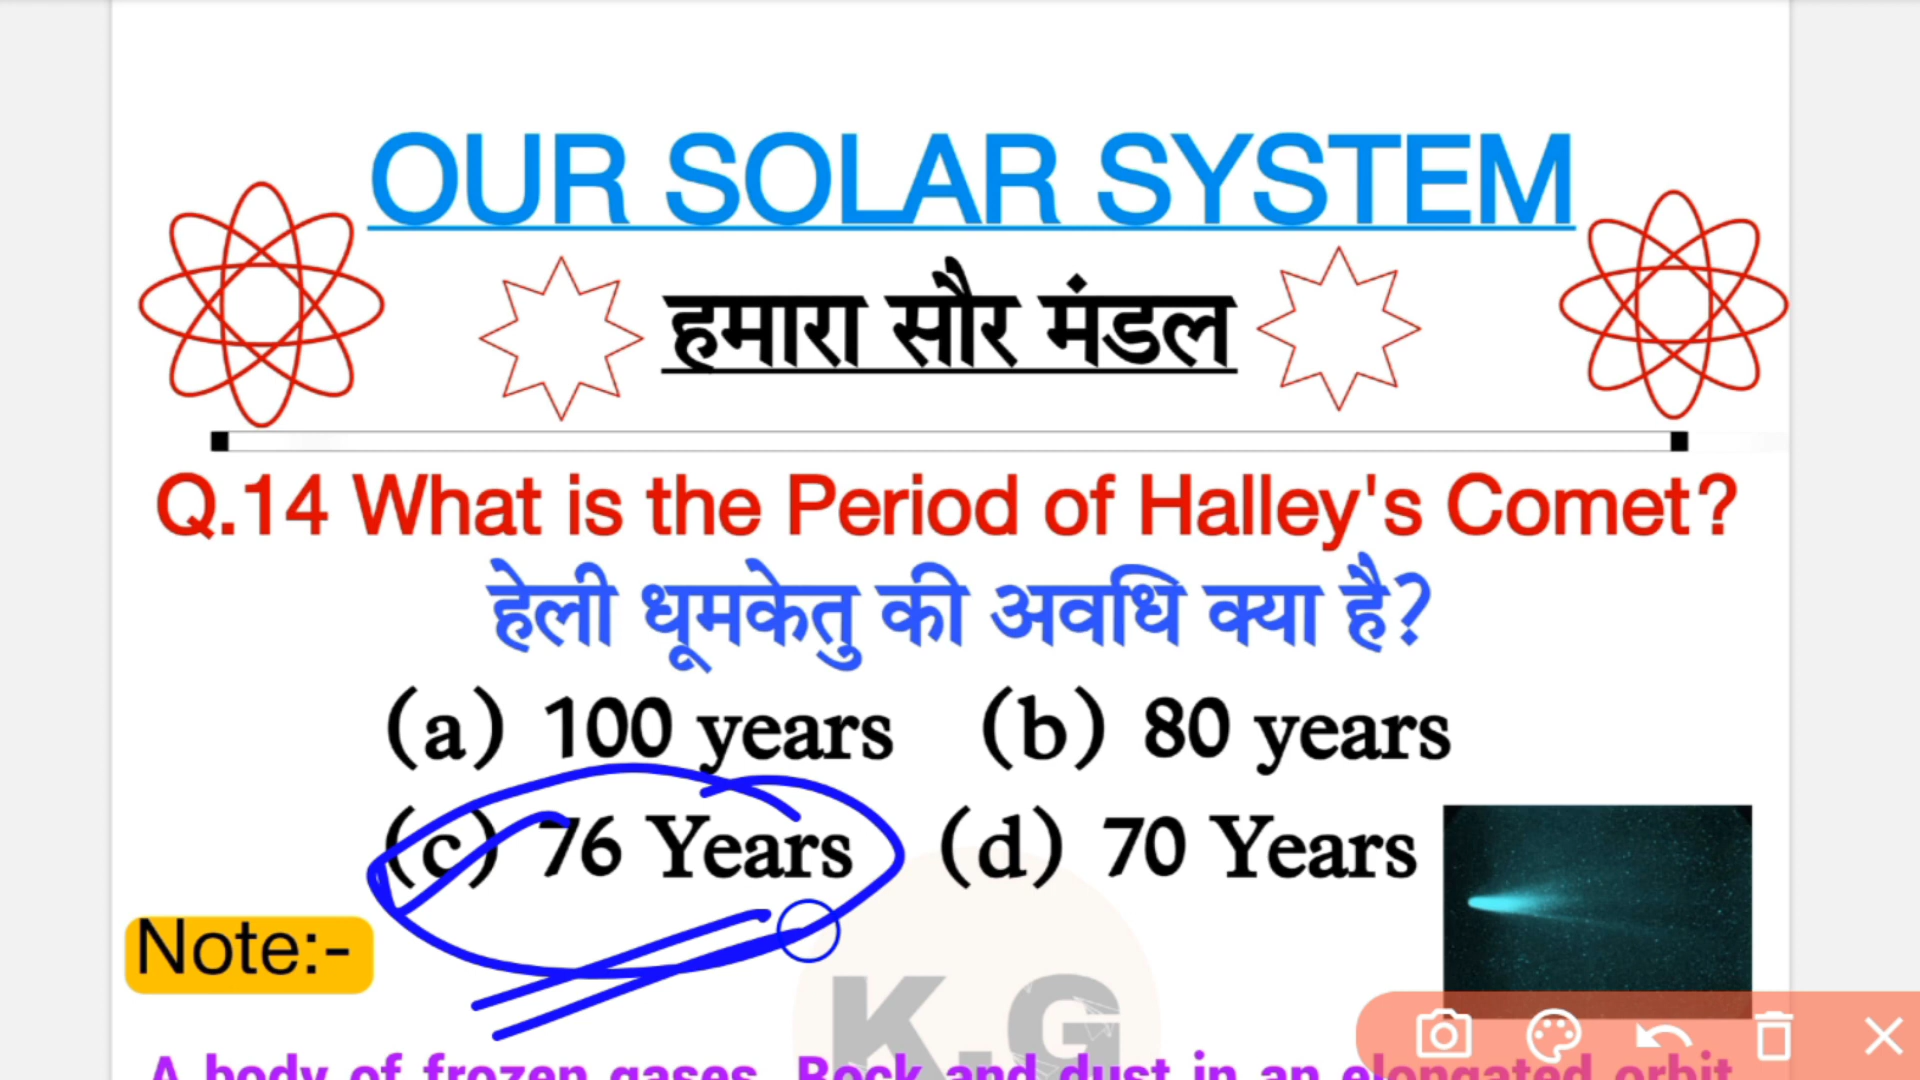 OUR SOLAR SYSTEM
हमारा सौर मंडल
Q.14 What is the Period of Halley's Comet?
हेली धूमकेतु की अवधि क्या है?
(a) 100 years (b) 80 years
(c) 76 Years (d) 70 Years
Note:-
K.G
A body of frozen gases, Rock and dust in an elongated orbit